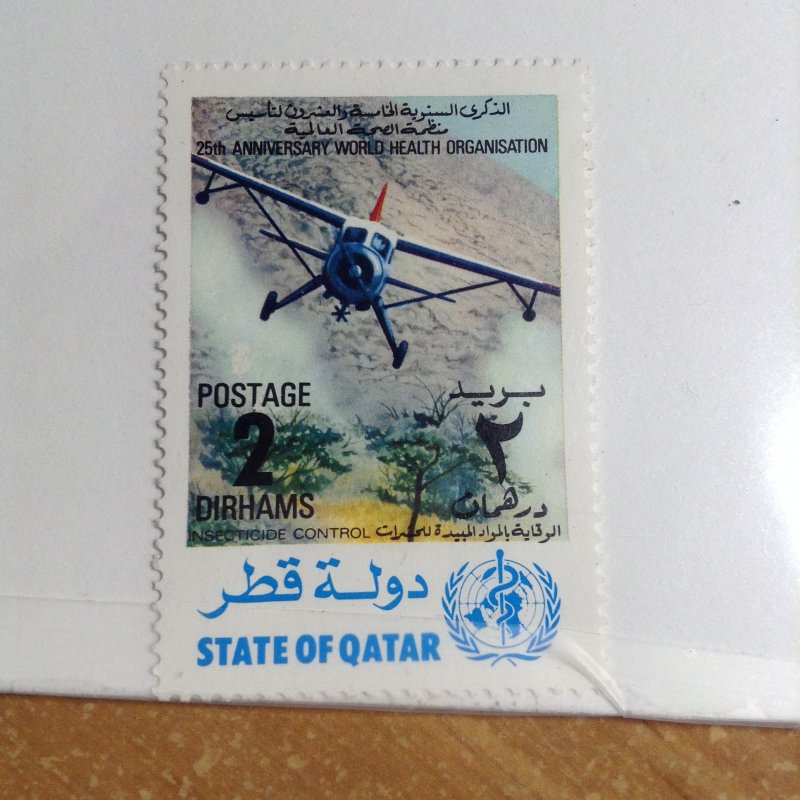 الذكرى السنوية الخامسة والعشرون لتأسيس
منظمة الصحة العالمية
25th ANNIVERSARY WORLD HEALTH ORGANISATION
POSTAGE بريد
2 ٢
DIRHAMS درهمان
INSECTICIDE CONTROL الوقاية بالمواد المبيدة للحشرات
دولة قطر
STATE OF QATAR